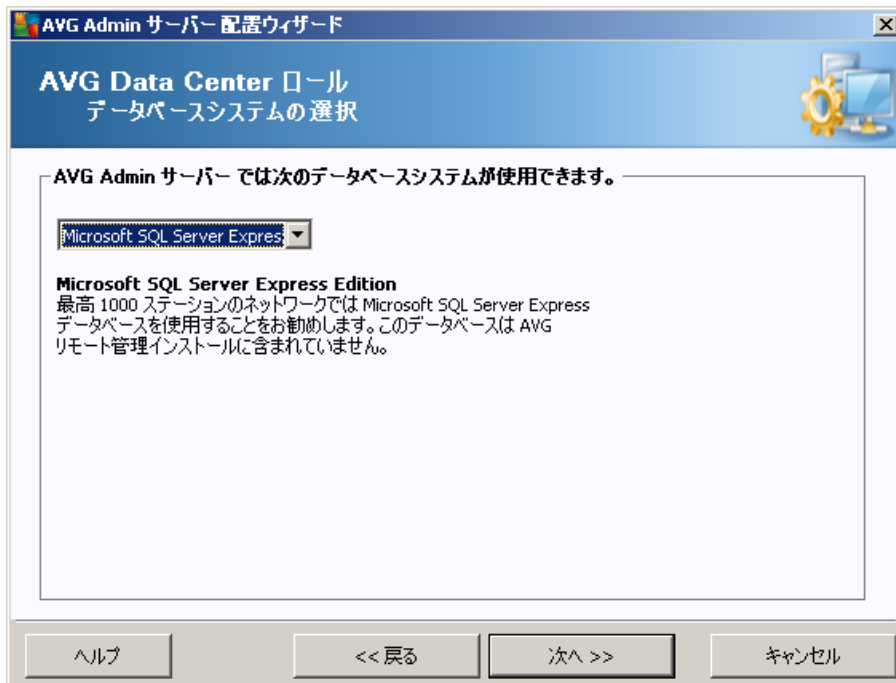 AVG Admin サーバー 配置ウィザード
AVG Data Center ロール
データベースシステムの選択
AVG Admin サーバー では次のデータベースシステムが使用できます。
Microsoft SQL Server Expres
Microsoft SQL Server Express Edition
最高 1000 ステーションのネットワークでは Microsoft SQL Server Express
データベースを使用することをお勧めします。このデータベースは AVG
リモート管理インストールに含まれていません。
ヘルプ
<< 戻る
次へ >>
キャンセル